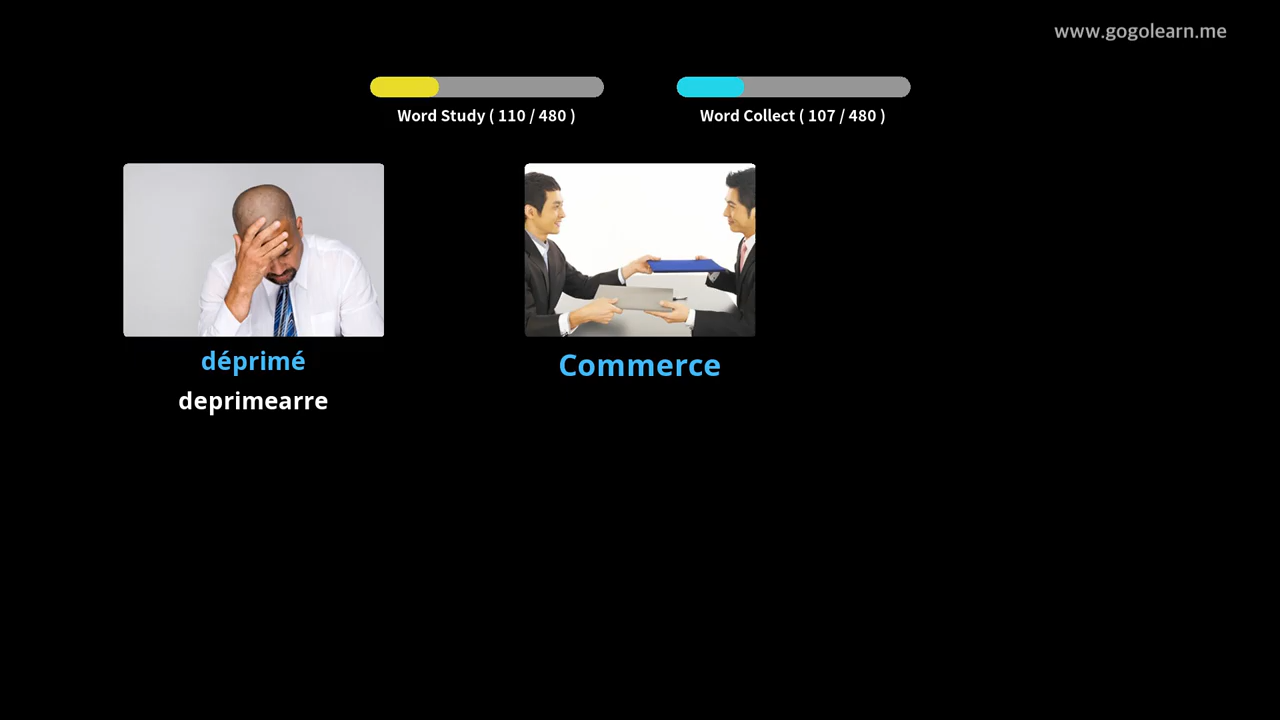 www.gogolearn.me
Word Study ( 110 / 480 )
Word Collect ( 107 / 480 )
déprimé
deprimearre
Commerce